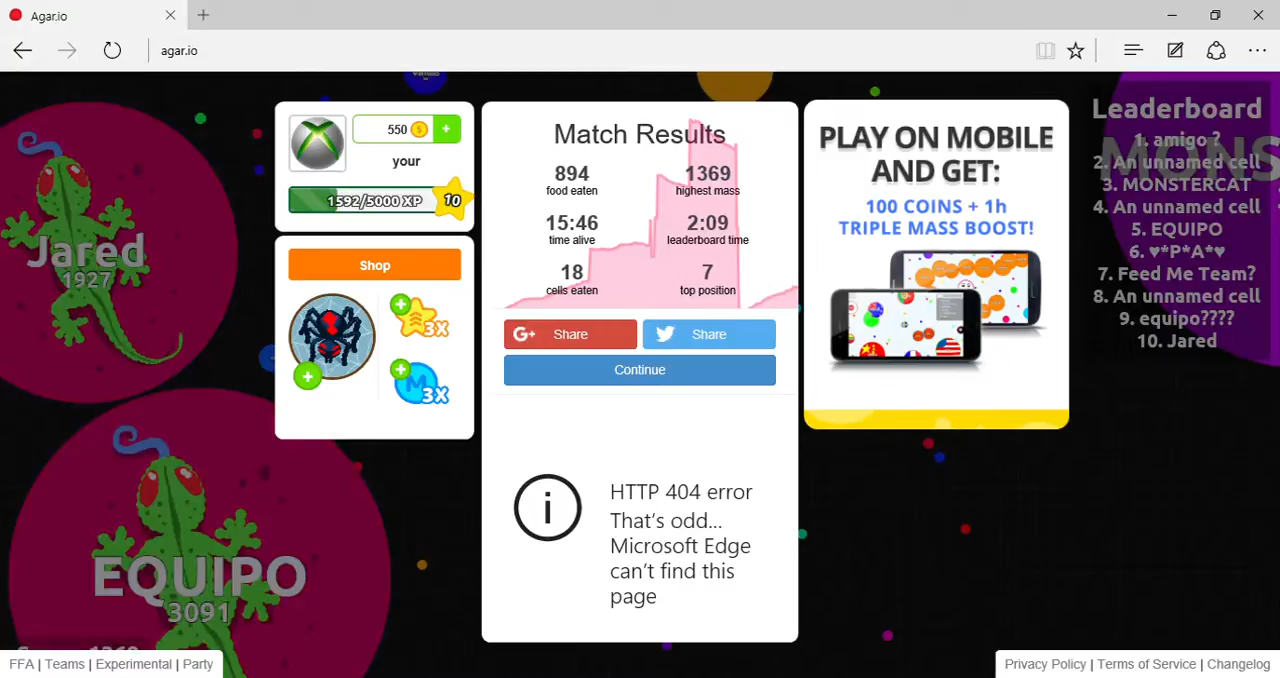 Agar.io
agar.io
550
your
1592/5000 XP
10
Shop
3X
M 3X
Match Results
894
food eaten
1369
highest mass
15:46
time alive
2:09
leaderboard time
18
cells eaten
7
top position
G+ Share
Share
Continue
HTTP 404 error
That's odd...
Microsoft Edge
can't find this
page
PLAY ON MOBILE
AND GET:
100 COINS + 1h
TRIPLE MASS BOOST!
Leaderboard
1. amigo ?
2. An unnamed cell
3. MONSTERCAT
4. An unnamed cell
5. EQUIPO
6. ♥*P*A*♥
7. Feed Me Team?
8. An unnamed cell
9. equipo????
10. Jared
MONS
Jared
1927
EQUIPO
3091
FFA | Teams | Experimental | Party
Privacy Policy | Terms of Service | Changelog